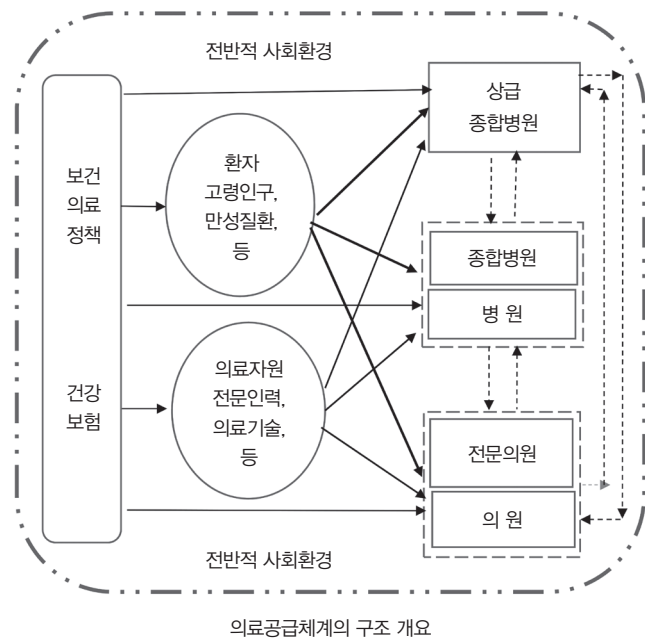 전반적 사회환경
보건
의료
정책
건강
보험
환자
고령인구,
만성질환,
등
의료자원
전문인력,
의료기술,
등
상급
종합병원
종합병원
병 원
전문의원
의 원
전반적 사회환경
의료공급체계의 구조 개요